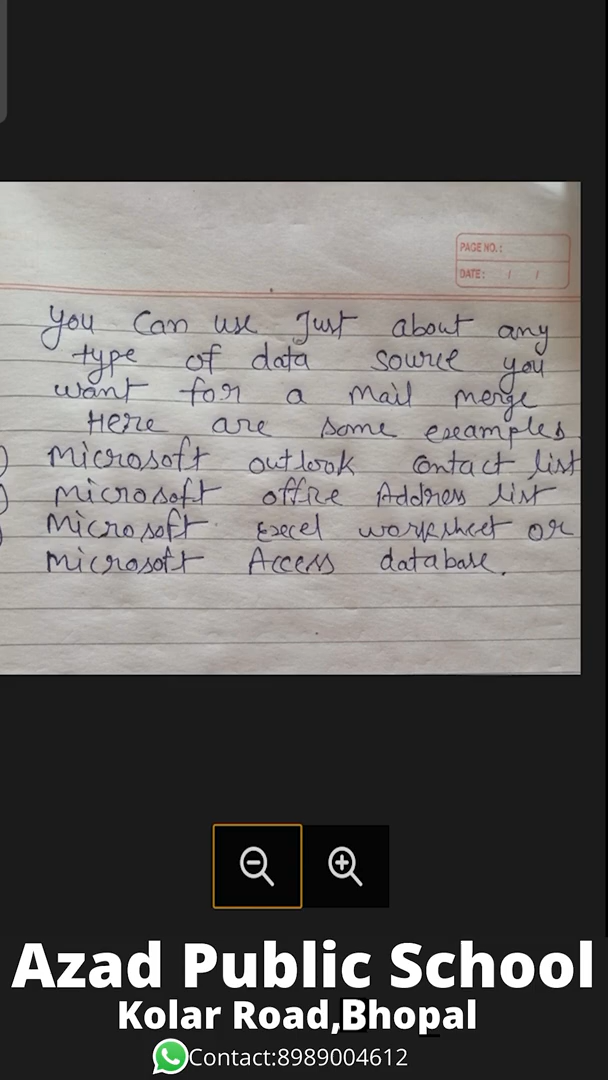 PAGE NO.:
DATE: / /
You Can use Just about any
type of data source you
want for a mail merge
Here are some examples
Microsoft outlook Contact list
Microsoft office Address list
Microsoft Excel worksheet or
Microsoft Access database.
Azad Public School
Kolar Road,Bhopal
Contact:8989004612